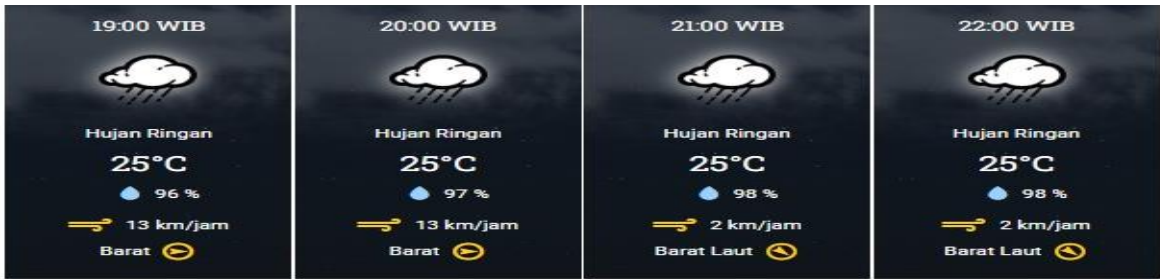 19:00 WIB
Hujan Ringan
25°C
96 %
13 km/jam
Barat
20:00 WIB
Hujan Ringan
25°C
97 %
13 km/jam
Barat
21:00 WIB
Hujan Ringan
25°C
98 %
2 km/jam
Barat Laut
22:00 WIB
Hujan Ringan
25°C
98 %
2 km/jam
Barat Laut